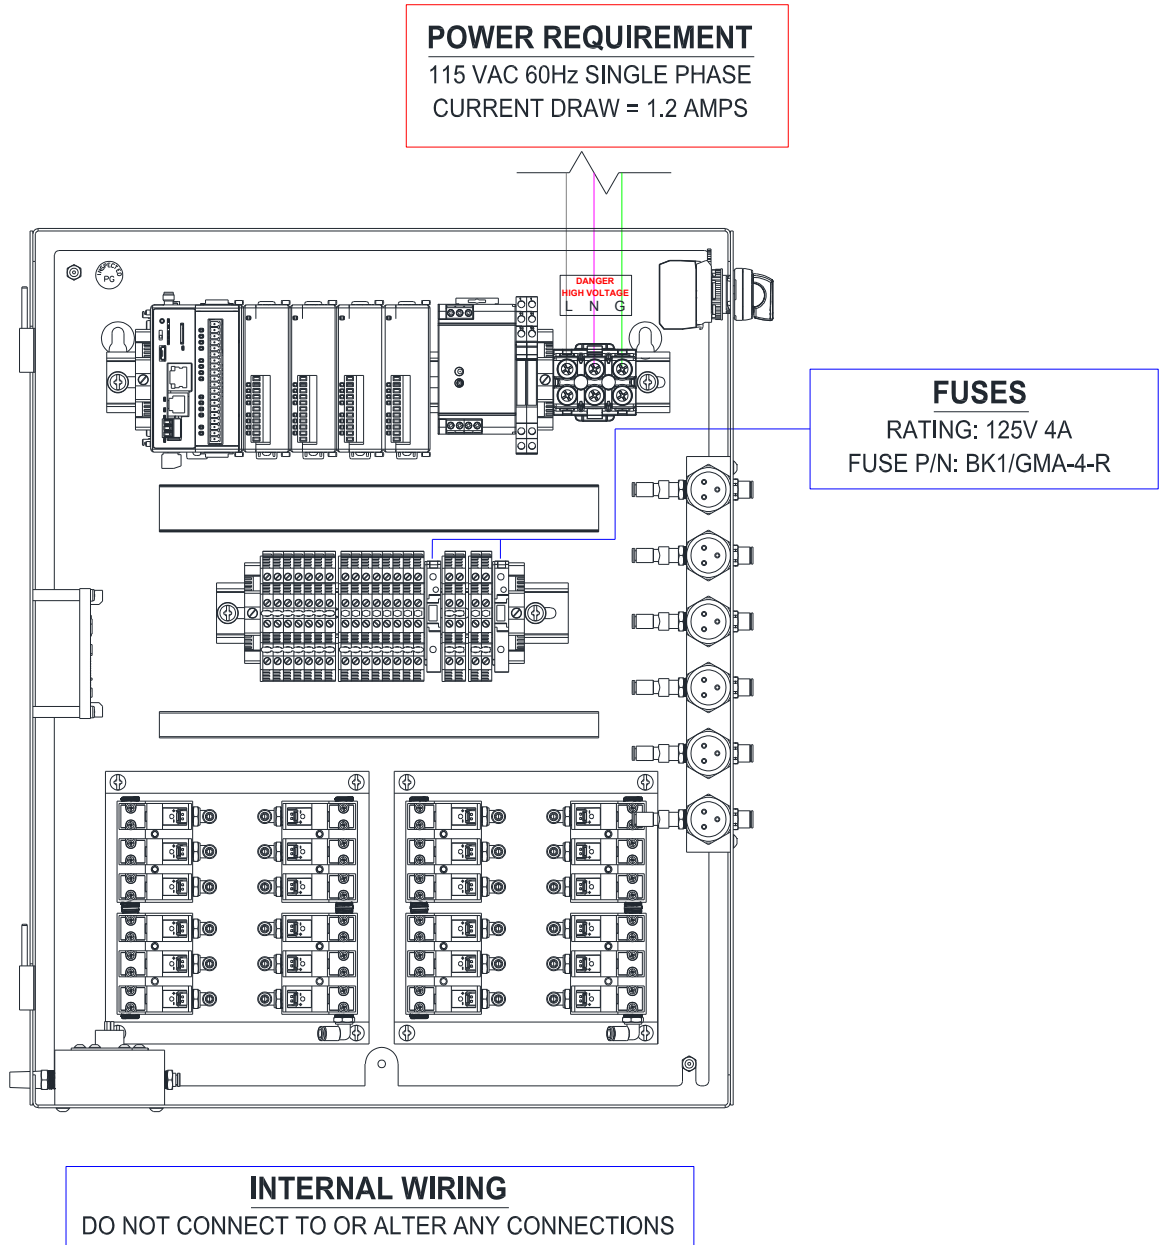 POWER REQUIREMENT
115 VAC 60Hz SINGLE PHASE
CURRENT DRAW = 1.2 AMPS
INSPECTED
PG
DANGER
HIGH VOLTAGE
L N G
FUSES
RATING: 125V 4A
FUSE P/N: BK1/GMA-4-R
INTERNAL WIRING
DO NOT CONNECT TO OR ALTER ANY CONNECTIONS